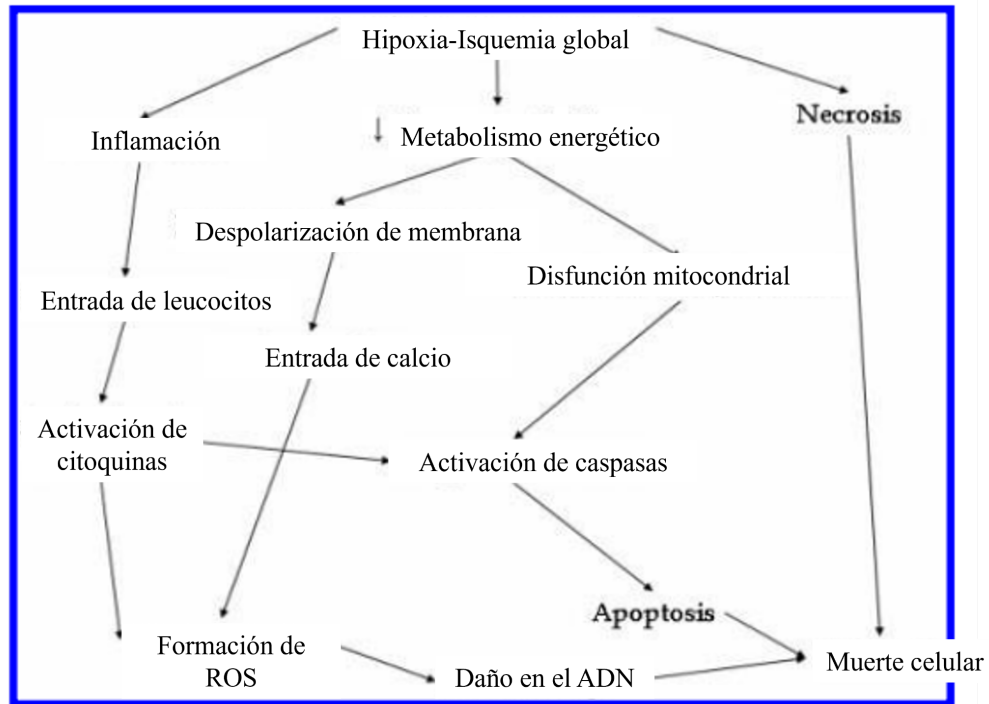 Hipoxia-Isquemia global
Necrosis
Inflamación
↓ Metabolismo energético
Despolarización de membrana
Disfunción mitocondrial
Entrada de leucocitos
Entrada de calcio
Activación de
citoquinas
Activación de caspasas
Apoptosis
Formación de
ROS
Daño en el ADN
Muerte celular